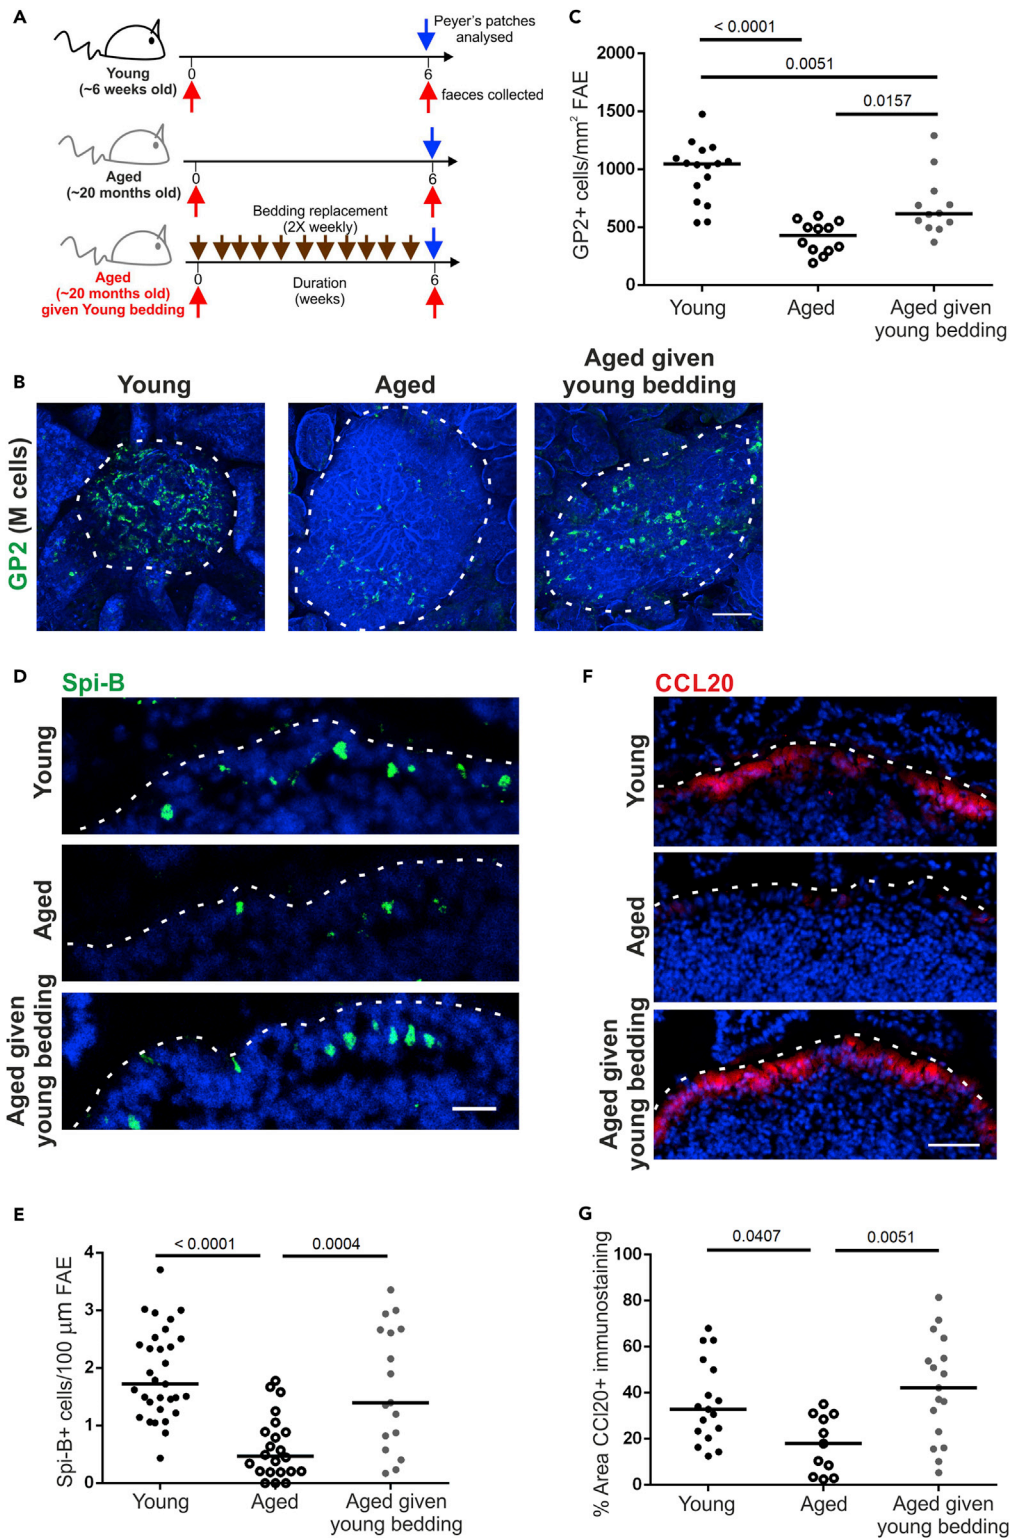 A
Young
(~6 weeks old)
0
6
Peyer's patches
analysed
faeces collected
Aged
(~20 months old)
0
6
Bedding replacement
(2X weekly)
Aged
(~20 months old)
given Young bedding
0
Duration
(weeks)
6
C
< 0.0001
0.0051
0.0157
GP2+ cells/mm² FAE
2000
1500
1000
500
0
Young
Aged
Aged given
young bedding
B
Young
Aged
Aged given
young bedding
GP2 (M cells)
D
Spi-B
Young
Aged
Aged given
young bedding
F
CCL20
Young
Aged
Aged given
young bedding
E
< 0.0001
0.0004
Spi-B+ cells/100 μm FAE
4
3
2
1
0
Young
Aged
Aged given
young bedding
G
0.0407
0.0051
% Area CCl20+ immunostaining
100
80
60
40
20
0
Young
Aged
Aged given
young bedding